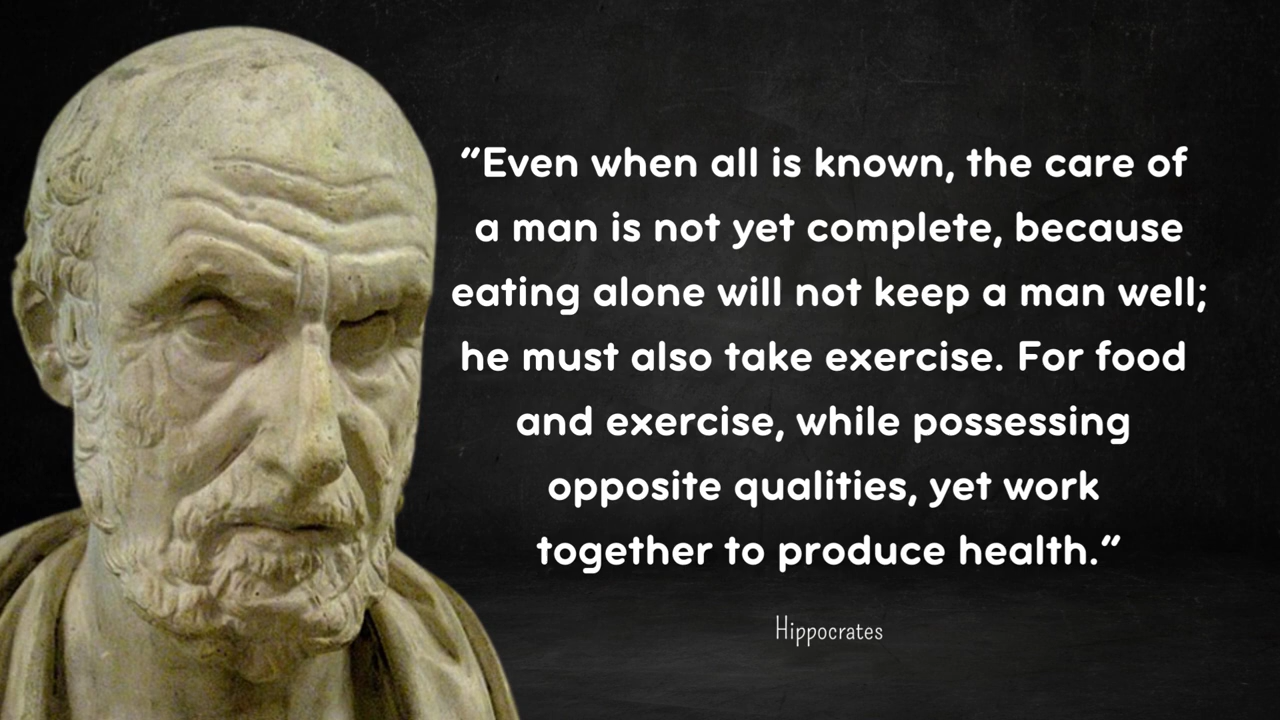 “Even when all is known, the care of
a man is not yet complete, because
eating alone will not keep a man well;
he must also take exercise. For food
and exercise, while possessing
opposite qualities, yet work
together to produce health.”
Hippocrates